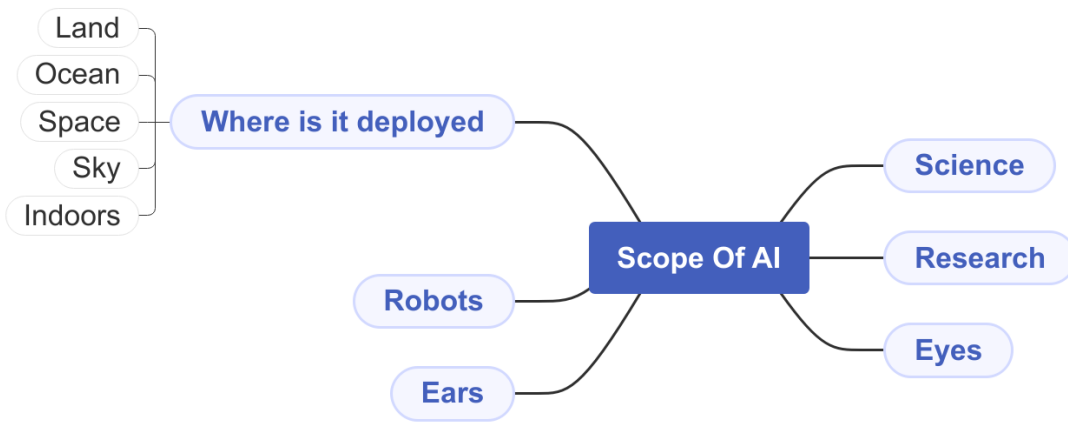 Land
Ocean
Space
Sky
Indoors
Where is it deployed
Robots
Ears
Scope Of AI
Science
Research
Eyes